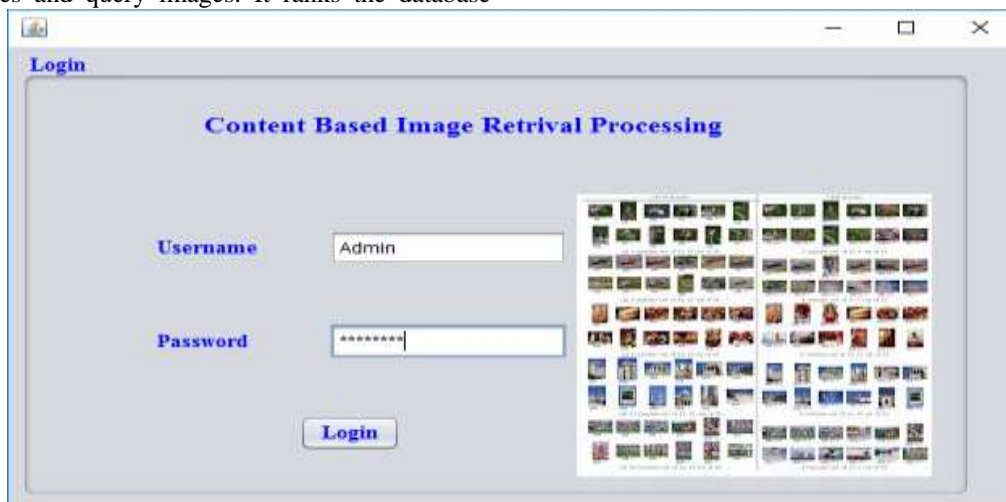 es and query images. It ranks the database
Login
Content Based Image Retrival Processing
Username
Admin
Password
********
Login